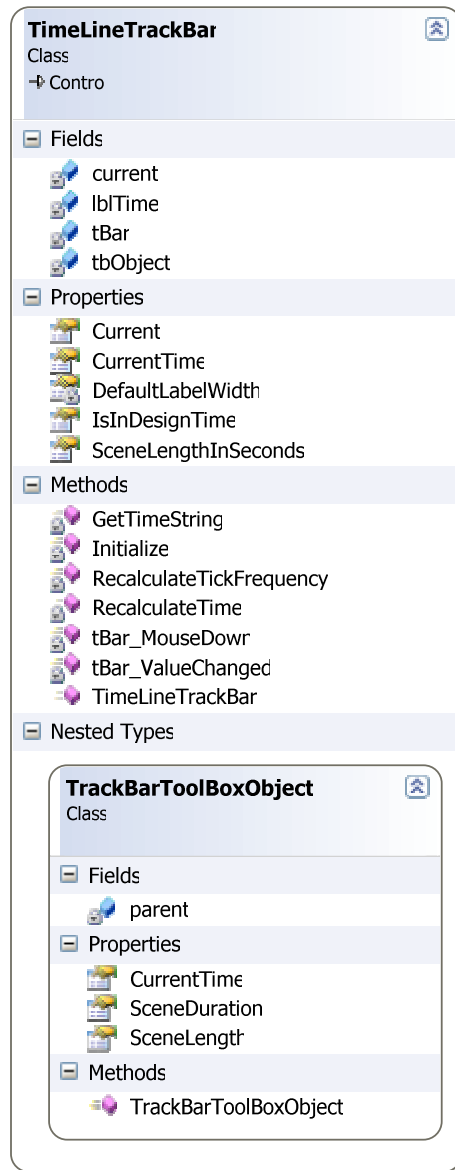 TimeLineTrackBar
Class
Contro
Fields
current
lblTime
tBar
tbObject
Properties
Current
CurrentTime
DefaultLabelWidth
IsInDesignTime
SceneLengthInSeconds
Methods
GetTimeString
Initialize
RecalculateTickFrequency
RecalculateTime
tBar_MouseDown
tBar_ValueChanged
TimeLineTrackBar
Nested Types
TrackBarToolBoxObject
Class
Fields
parent
Properties
CurrentTime
SceneDuration
SceneLength
Methods
TrackBarToolBoxObject